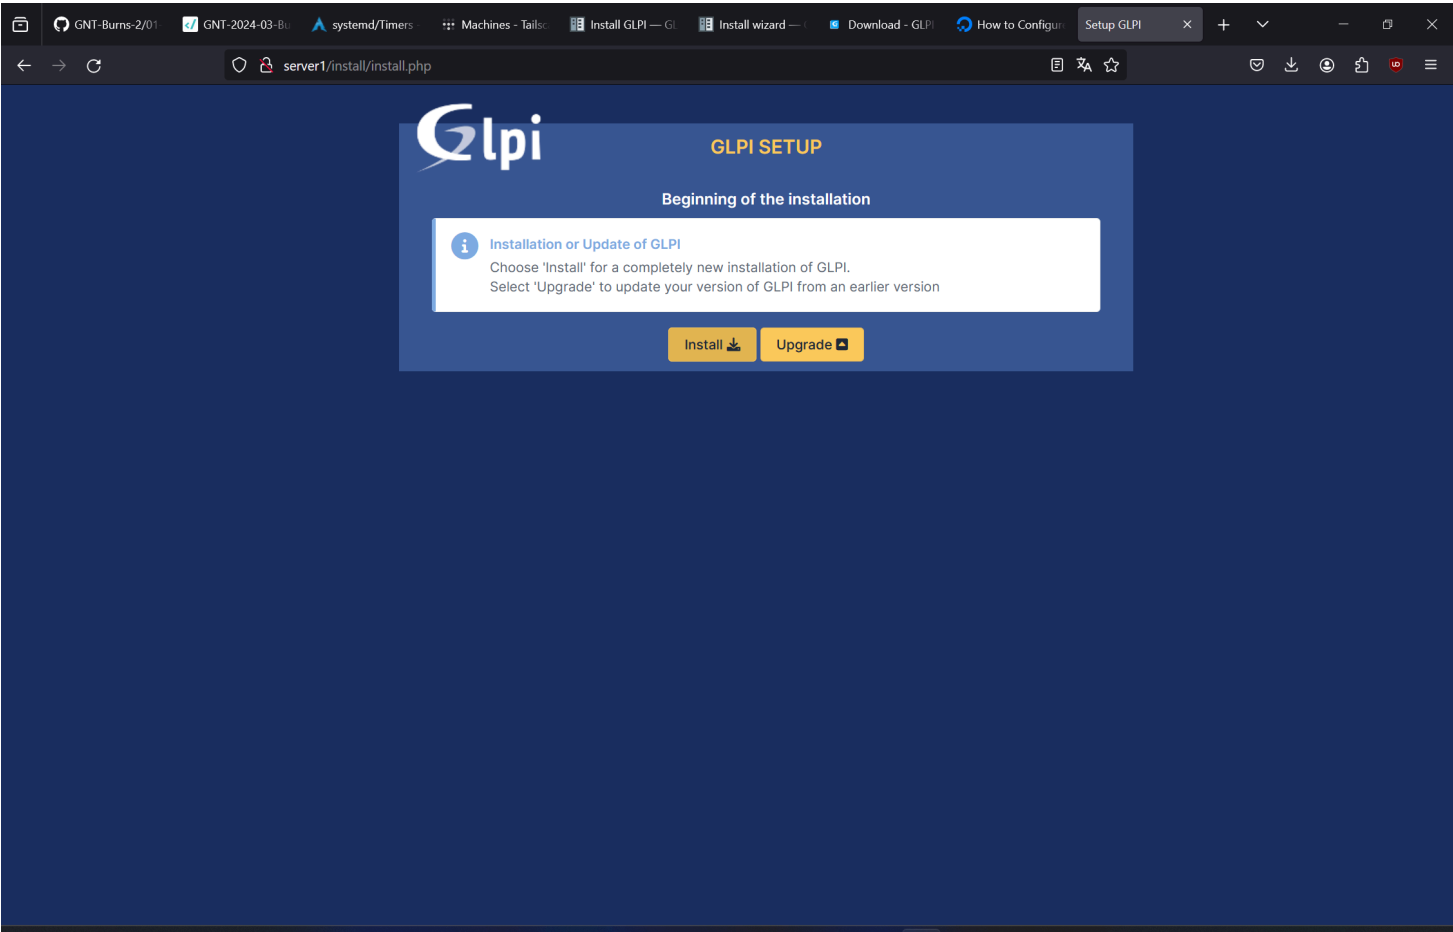 GNT-Burns-2/01-
GNT-2024-03-Bu
systemd/Timers -
Machines - Tailsc
Install GLPI — GL
Install wizard —
Download - GLPI
How to Configur
Setup GLPI
server1/install/install.php
Glpi
GLPI SETUP
Beginning of the installation
Installation or Update of GLPI
Choose 'Install' for a completely new installation of GLPI.
Select 'Upgrade' to update your version of GLPI from an earlier version
Install
Upgrade